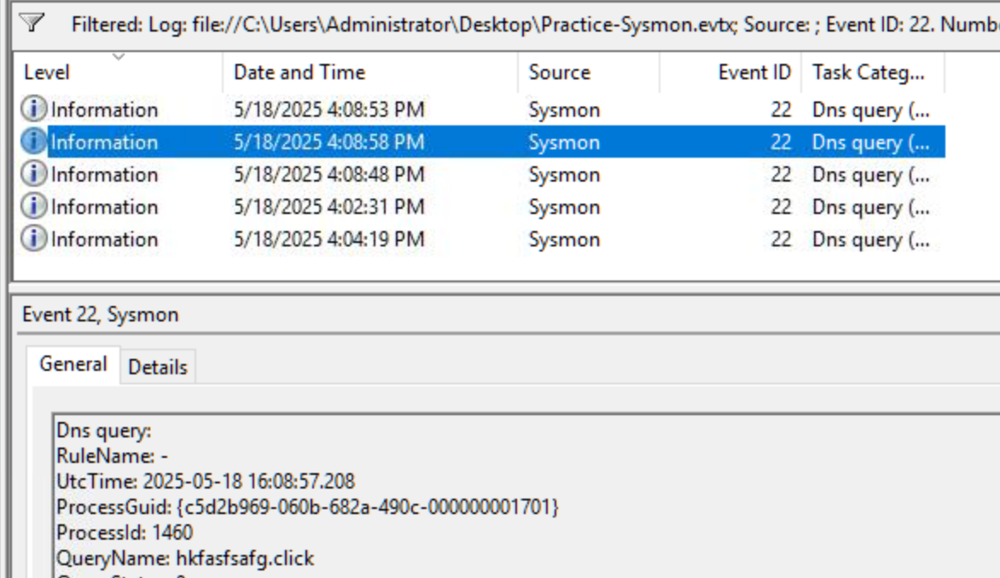 Filtered: Log: file://C:\Users\Administrator\Desktop\Practice-Sysmon.evtx; Source: ; Event ID: 22. Numb
Level Date and Time Source Event ID Task Categ...
Information 5/18/2025 4:08:53 PM Sysmon 22 Dns query (...
Information 5/18/2025 4:08:58 PM Sysmon 22 Dns query (...
Information 5/18/2025 4:08:48 PM Sysmon 22 Dns query (...
Information 5/18/2025 4:02:31 PM Sysmon 22 Dns query (...
Information 5/18/2025 4:04:19 PM Sysmon 22 Dns query (...
Event 22, Sysmon
General Details
Dns query:
RuleName: -
UtcTime: 2025-05-18 16:08:57.208
ProcessGuid: {c5d2b969-060b-682a-490c-000000001701}
ProcessId: 1460
QueryName: hkfasfsafg.click